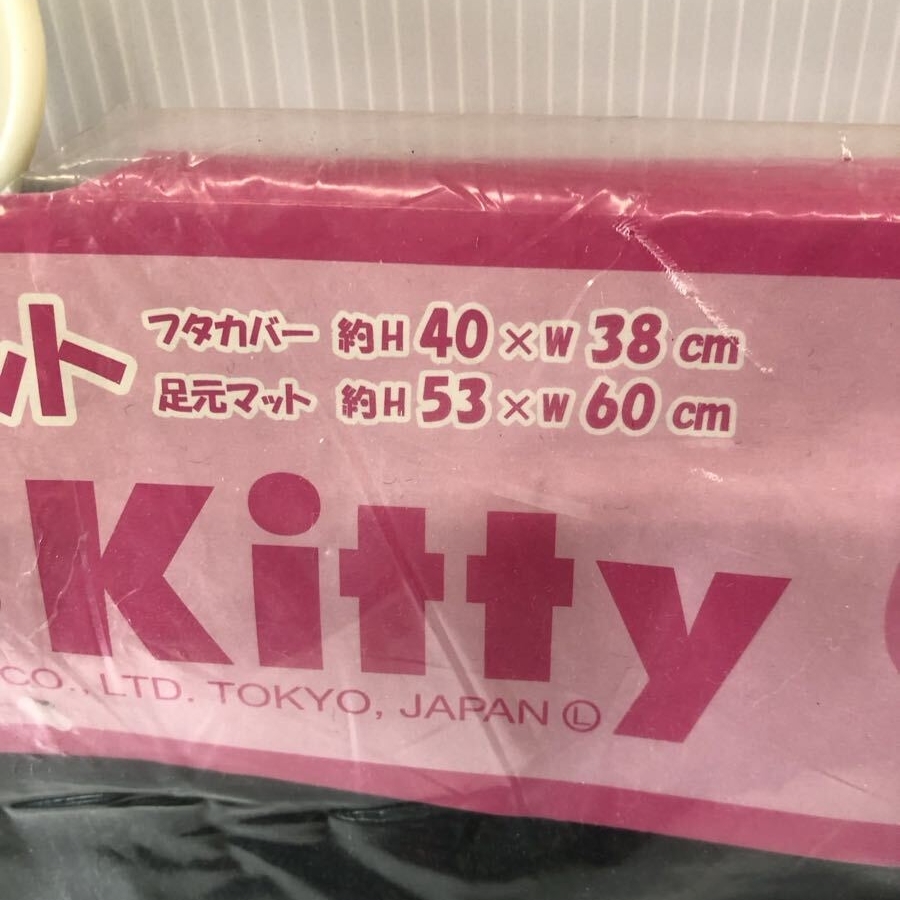 ット
フタカバー 約H 40 × W 38 cm
足元マット 約H 53 × W 60 cm
Kitty
CO., LTD. TOKYO, JAPAN Ⓛ